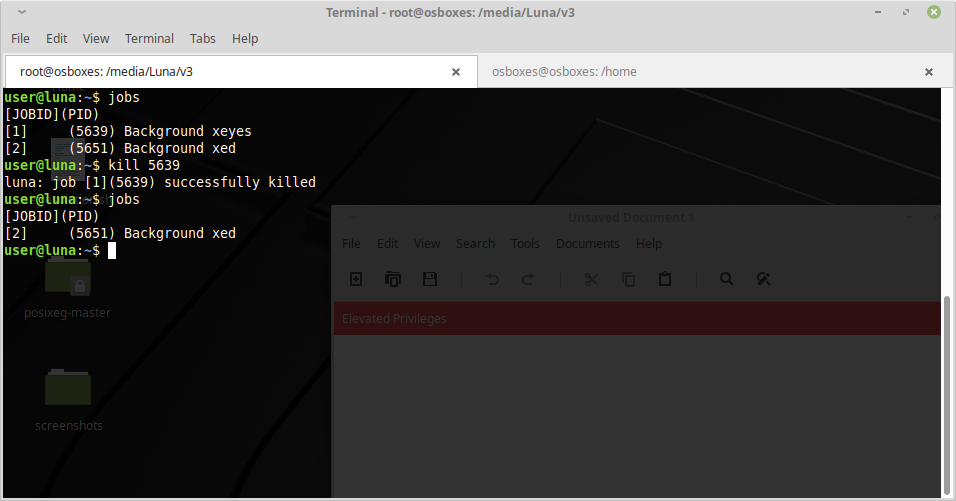 Terminal - root@osboxes: /media/Luna/v3
File Edit View Terminal Tabs Help
root@osboxes: /media/Luna/v3
osboxes@osboxes: /home
user@luna:~$ jobs
[JOBID](PID)
[1]     (5639) Background xeyes
[2]     (5651) Background xed
user@luna:~$ kill 5639
luna: job [1](5639) successfully killed
user@luna:~$ jobs
[JOBID](PID)
[2]     (5651) Background xed
user@luna:~$
Unsaved Document 1
File Edit View Search Tools Documents Help
Elevated Privileges
posixeg-master
screenshots